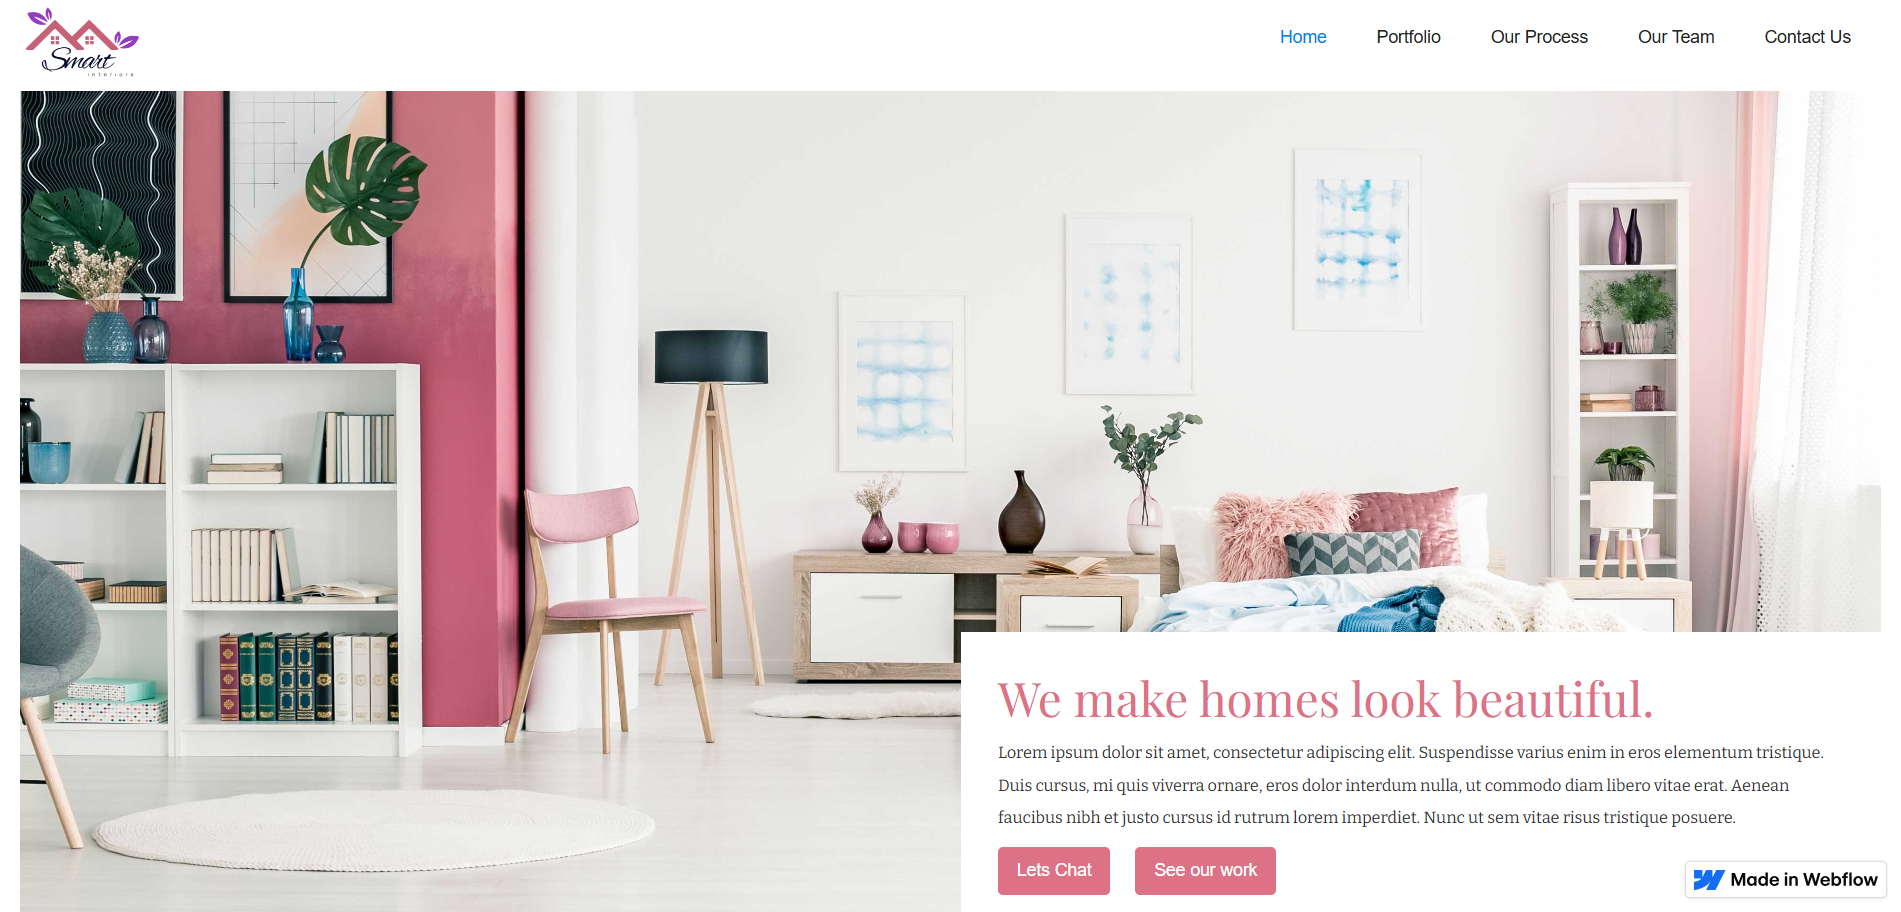 Smart
interiors
Home Portfolio Our Process Our Team Contact Us
We make homes look beautiful.
Lorem ipsum dolor sit amet, consectetur adipiscing elit. Suspendisse varius enim in eros elementum tristique.
Duis cursus, mi quis viverra ornare, eros dolor interdum nulla, ut commodo diam libero vitae erat. Aenean
faucibus nibh et justo cursus id rutrum lorem imperdiet. Nunc ut sem vitae risus tristique posuere.
Lets Chat See our work
Made in Webflow